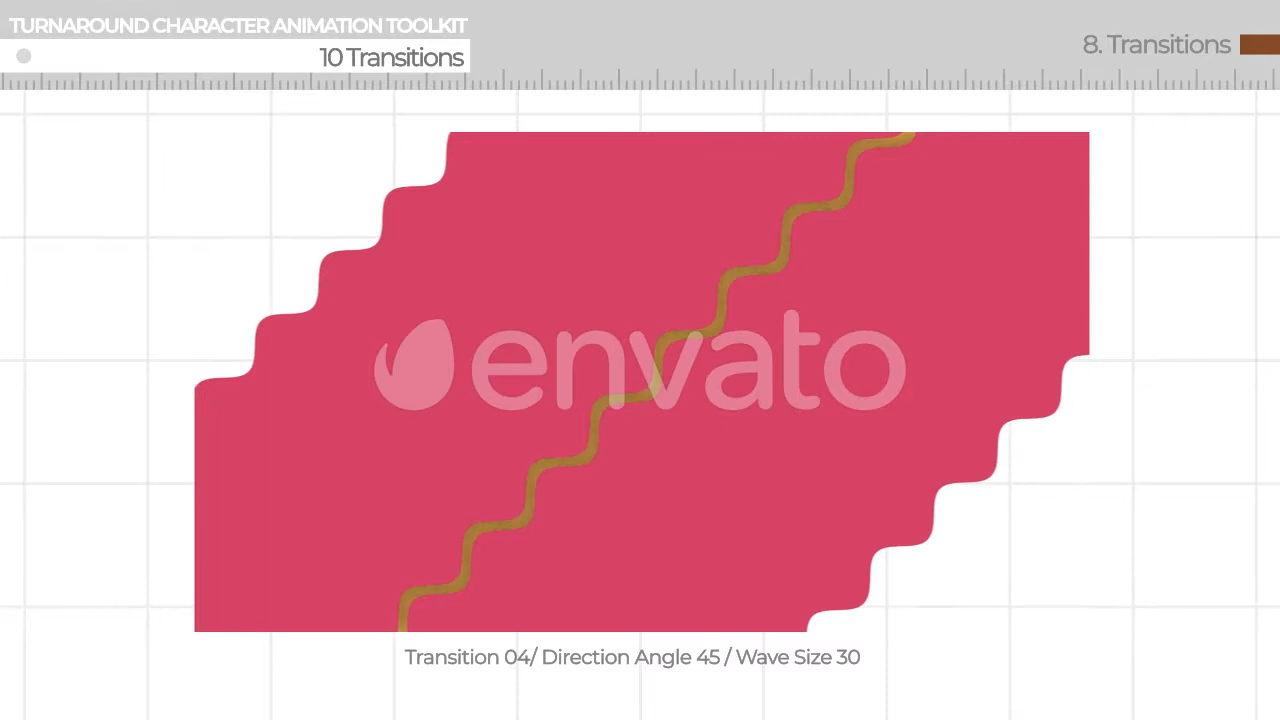 TURNAROUND CHARACTER ANIMATION TOOLKIT
10 Transitions
8. Transitions
envato
Transition 04/ Direction Angle 45 / Wave Size 30